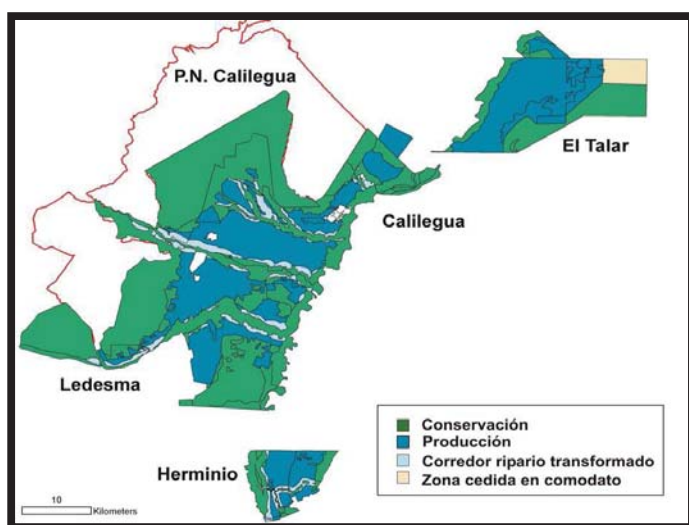 P.N. Calilegua
El Talar
Calilegua
Ledesma
Herminio
Conservación
Producción
Corredor ripario transformado
Zona cedida en comodato
10
Kilometers